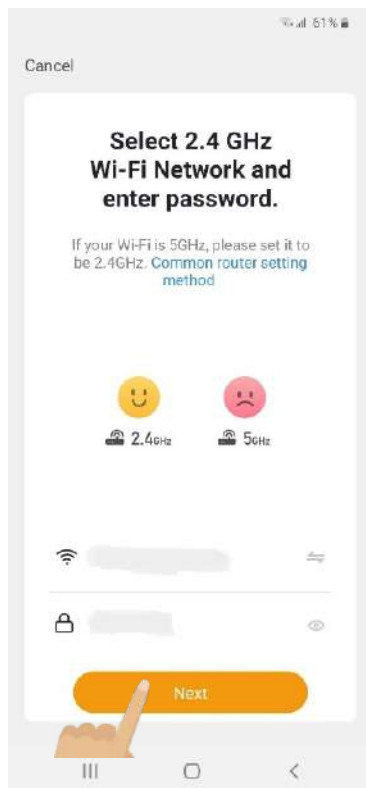 61%
Cancel
Select 2.4 GHz
Wi-Fi Network and
enter password.
If your Wi-Fi is 5GHz, please set it to
be 2.4GHz. Common router setting
method
2.4GHz 5GHz
Next